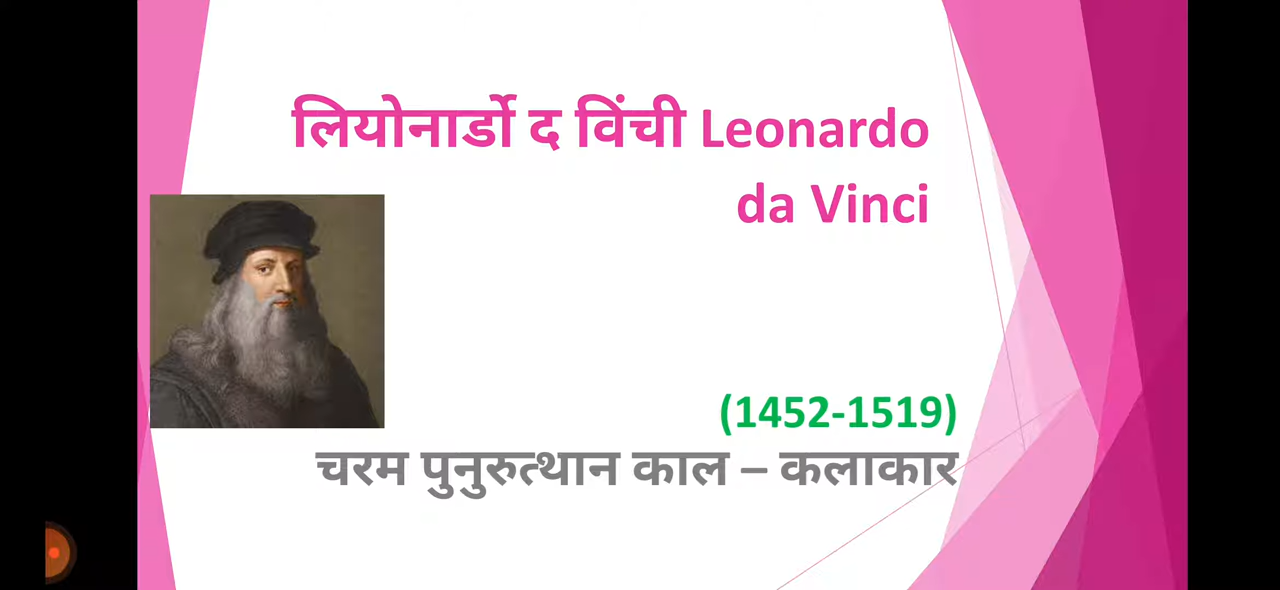 लियोनार्डो द विंची Leonardo
da Vinci
(1452-1519)
चरम पुनुरुत्थान काल – कलाकार